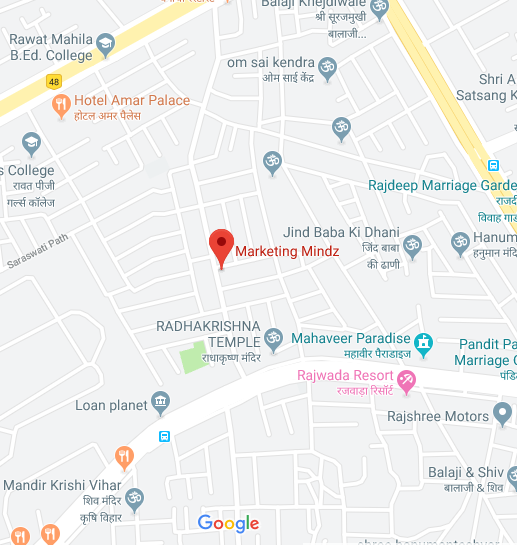 Balaji Khejdiwale
श्री सूरजमुखी
बालाजी...
Rawat Mahila
B.Ed. College
om sai kendra
ओम साई केंद्र
48
Hotel Amar Palace
होटल अमर पैलेस
Shri A
Satsang K
s College
रावत पीजी
गर्ल्स कॉलेज
Rajdeep Marriage Garde
राजदी
विवाह गा
Saraswati Path
Jind Baba Ki Dhani
जिंद बाबा
की ढाणी
Hanum
हनुमान मंदि
Marketing Mindz
RADHAKRISHNA
TEMPLE
राधाकृष्ण मंदिर
Mahaveer Paradise
महावीर पैराडाइज
Pandit Pa
Marriage G
पंडि
Rajwada Resort
रजवाड़ा रिसॉर्ट
Loan planet
Rajshree Motors
Balaji & Shiv
बालाजी & शिव
Mandir Krishi Vihar
शिव मंदिर
कृषि विहार
Google